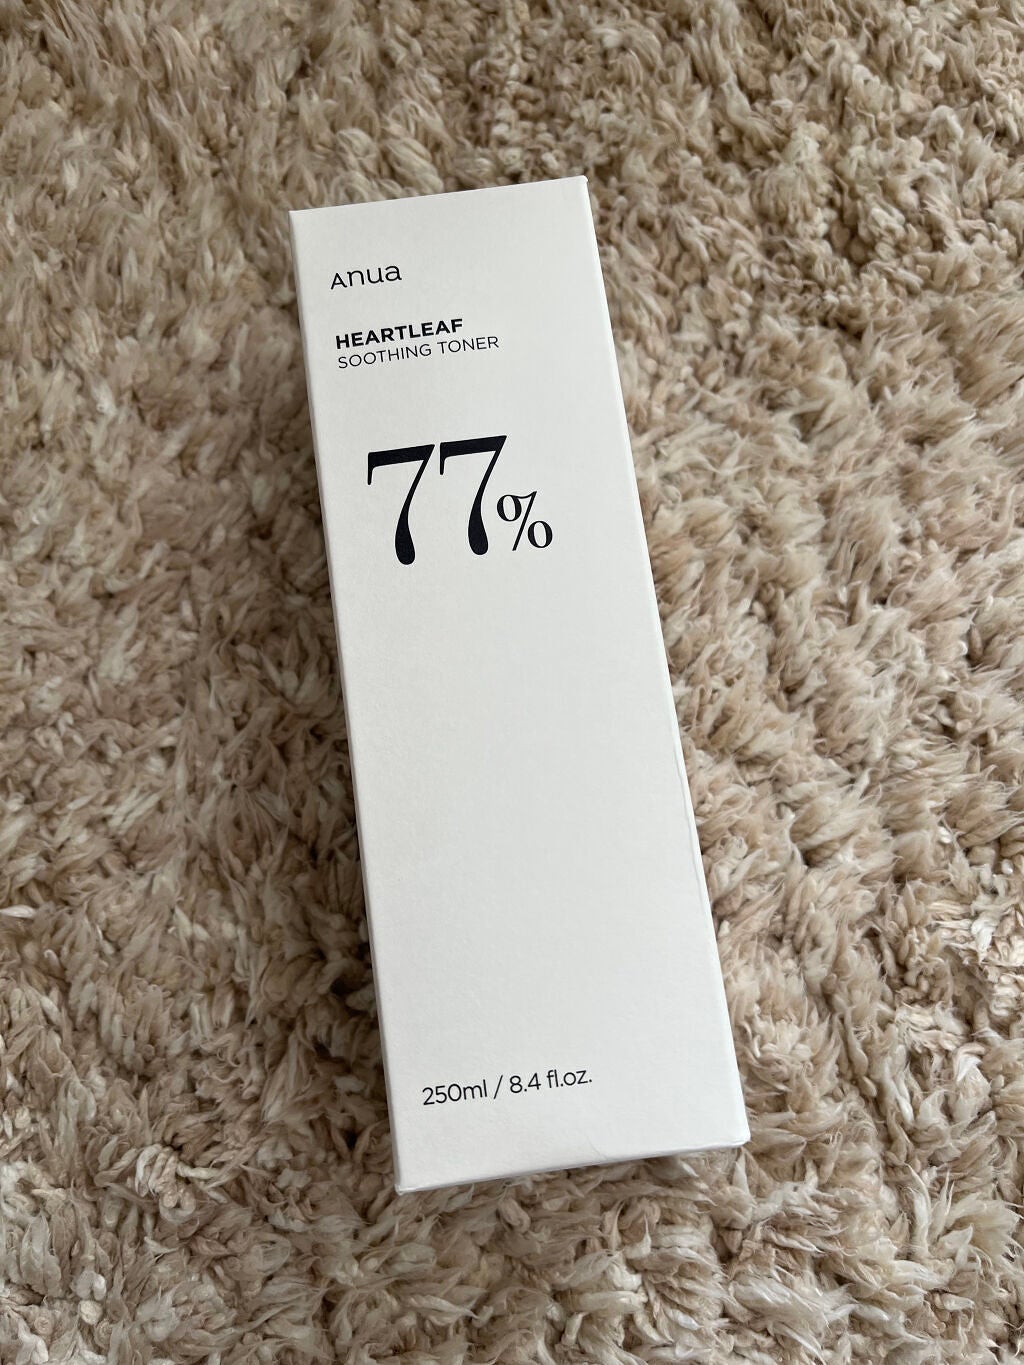 Anua
HEARTLEAF
SOOTHING TONER
77%
250ml / 8.4 fl.oz.